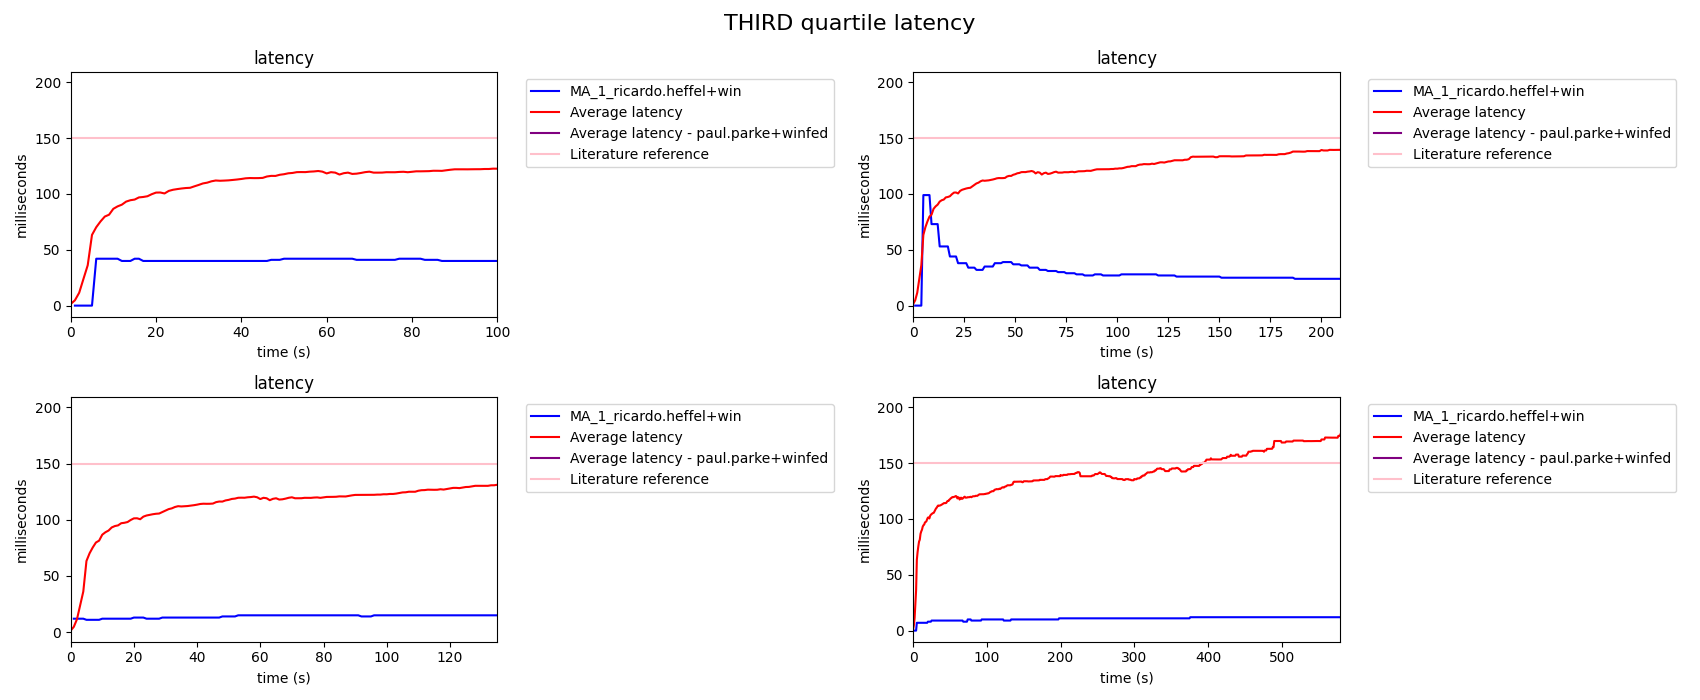 THIRD quartile latency
latency
200
150
100
50
0
milliseconds
0 20 40 60 80 100
time (s)
MA_1_ricardo.heffel+win
Average latency
Average latency - paul.parke+winfed
Literature reference
latency
200
150
100
50
0
milliseconds
0 25 50 75 100 125 150 175 200
time (s)
MA_1_ricardo.heffel+win
Average latency
Average latency - paul.parke+winfed
Literature reference
latency
200
150
100
50
0
milliseconds
0 20 40 60 80 100 120
time (s)
MA_1_ricardo.heffel+win
Average latency
Average latency - paul.parke+winfed
Literature reference
latency
200
150
100
50
0
milliseconds
0 100 200 300 400 500
time (s)
MA_1_ricardo.heffel+win
Average latency
Average latency - paul.parke+winfed
Literature reference